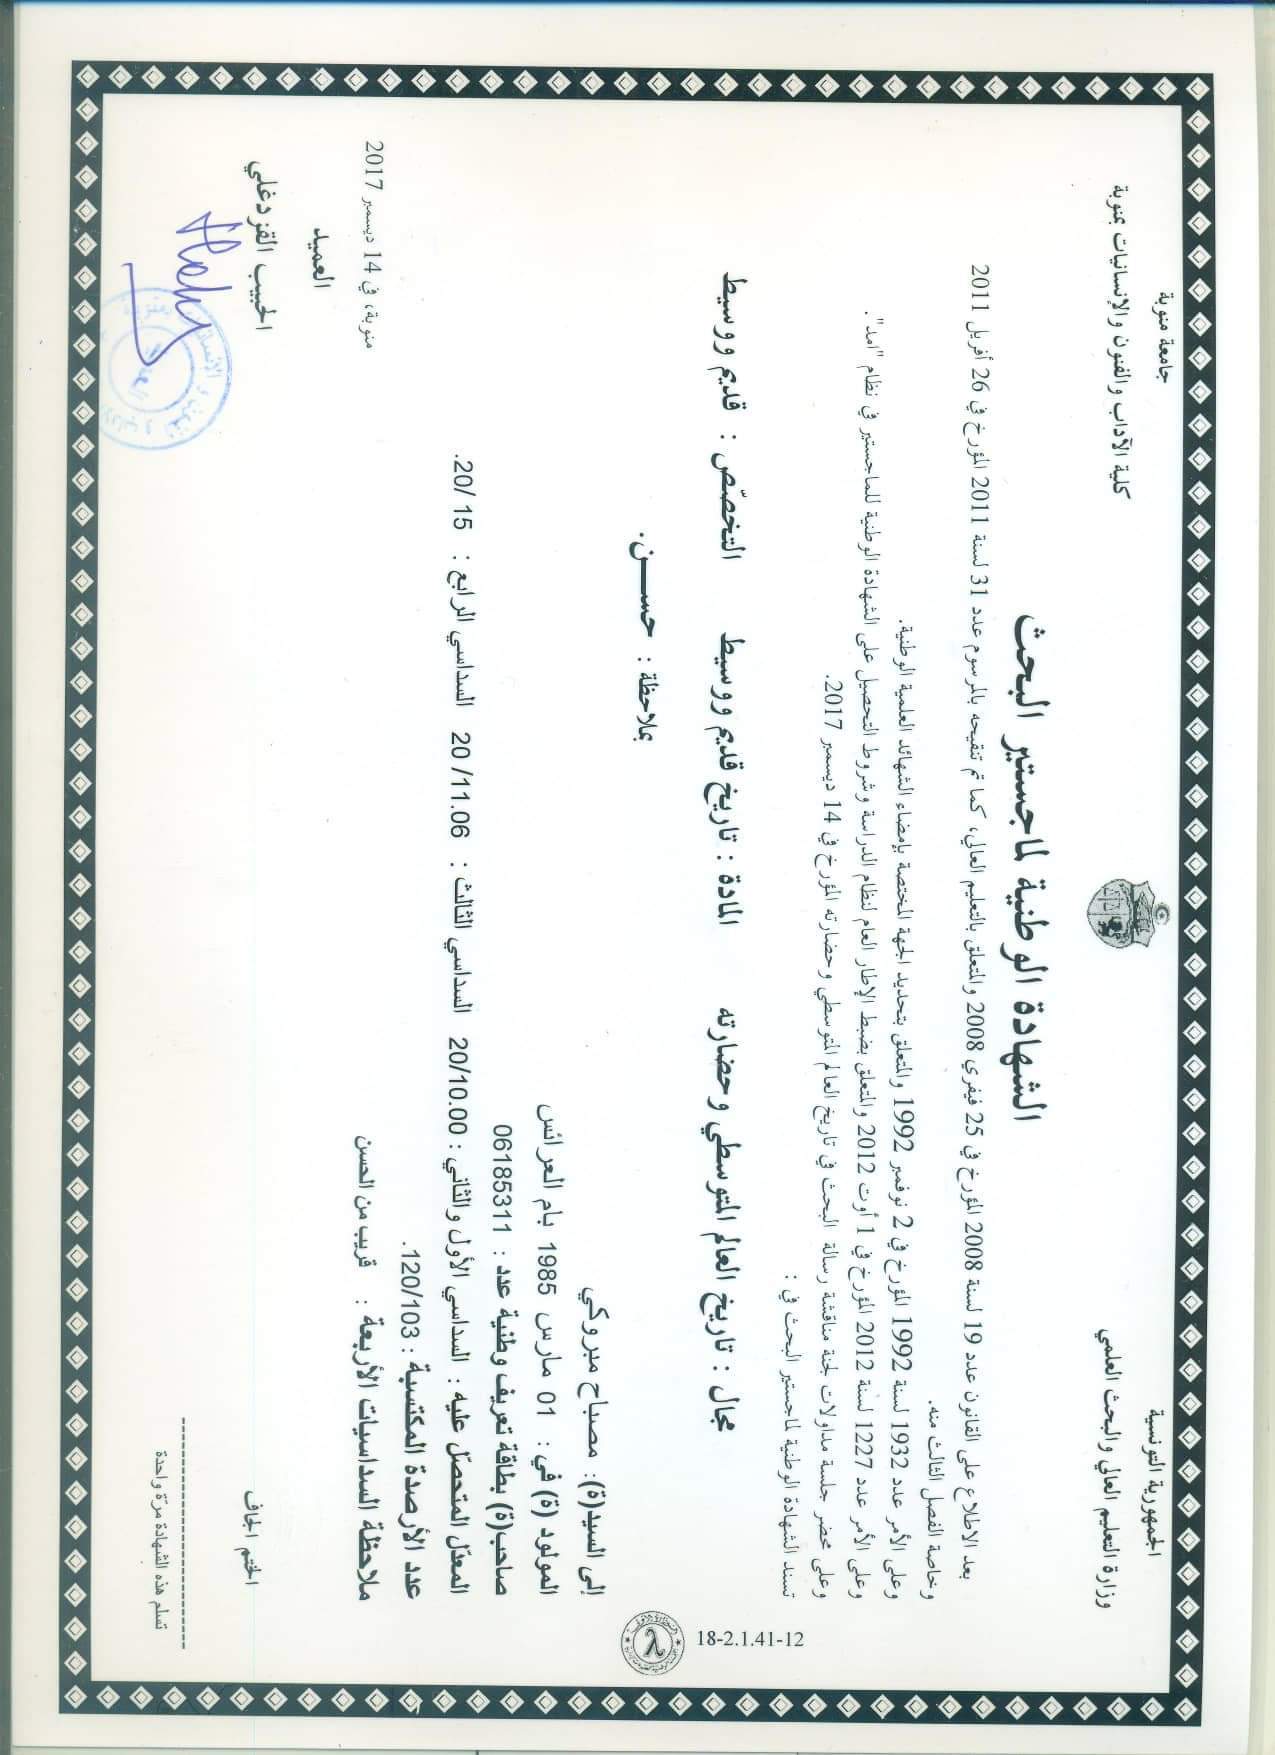 الجمهورية التونسية
وزارة التعليم العالي والبحث العلمي
جامعة منوبة
كلية الآداب والفنون والإنسانيات بمنوبة
الشهادة الوطنية لماجستير البحث
بعد الاطلاع على القانون عدد 19 لسنة 2008 المؤرخ في 25 فيفري 2008 والمتعلق بالتعليم العالي، كما تم تنقيحه بالمرسوم عدد 31 لسنة 2011 المؤرخ في 26 أفريل 2011
وخاصة الفصل الثالث منه.
وعلى الأمر عدد 1932 لسنة 1992 المؤرخ في 2 نوفمبر 1992 والمتعلق بتحديد الجهة المختصة بإمضاء الشهائد العلمية الوطنية.
وعلى الأمر عدد 1227 لسنة 2012 المؤرخ في 1 أوت 2012 والمتعلق بضبط الإطار العام لنظام الدراسة وشروط التحصيل على الشهادة الوطنية للماجستير في نظام "امد".
وعلى محضر جلسة مداولات لجنة مناقشة رسالة البحث في تاريخ العالم المتوسطي وحضارته المؤرخ في 14 ديسمبر 2017.
تسند الشهادة الوطنية لماجستير البحث في :
مجال : تاريخ العالم المتوسطي وحضارته المادة : تاريخ قديم ووسيط التخصّص : قديم ووسيط
بملاحظة : حســـن.
18-2.1.41-12
إلى السيد(ة): مصباح مبروكي
المولود (ة) في : 01 مارس 1985 بام العرائس
صاحب(ة) بطاقة تعريف وطنية عدد : 06185311
المعدّل المتحصّل عليه : السداسي الأول والثاني : 20/10.00 السداسي الثالث : 11.06/ 20 السداسي الرابع : 15 /20.
عدد الأرصدة المكتسبة : 120/103.
ملاحظة السداسيات الأربعة : قريب من الحسن
منوبة، في 14 ديسمبر 2017
العميد
الحبيب القزدغلي
الختم الجاف
تسلم هذه الشهادة مرّة واحدة